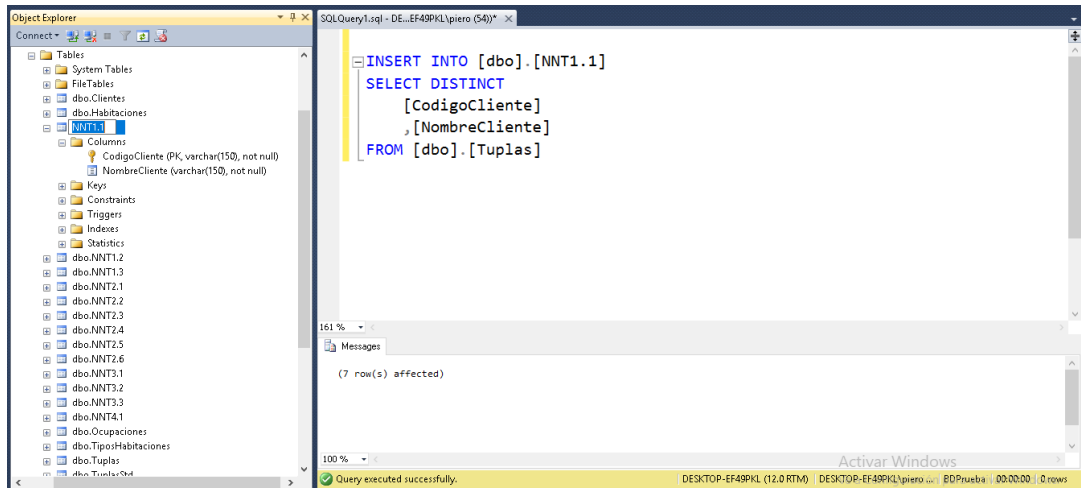 Object Explorer
Connect
Tables
System Tables
FileTables
dbo.Clientes
dbo.Habitaciones
NNT1.1
Columns
CodigoCliente (PK, varchar(150), not null)
NombreCliente (varchar(150), not null)
Keys
Constraints
Triggers
Indexes
Statistics
dbo.NNT1.2
dbo.NNT1.3
dbo.NNT2.1
dbo.NNT2.2
dbo.NNT2.3
dbo.NNT2.4
dbo.NNT2.5
dbo.NNT2.6
dbo.NNT3.1
dbo.NNT3.2
dbo.NNT3.3
dbo.NNT4.1
dbo.Ocupaciones
dbo.TiposHabitaciones
dbo.Tuplas
dbo.TuplasStd
SQLQuery1.sql - DE...EF49PKL\piero (54))*
INSERT INTO [dbo].[NNT1.1]
SELECT DISTINCT
[CodigoCliente]
,[NombreCliente]
FROM [dbo].[Tuplas]
161 %
Messages
(7 row(s) affected)
100 %
Activar Windows
Query executed successfully.
DESKTOP-EF49PKL (12.0 RTM) DESKTOP-EF49PKL\piero ... BDPrueba 00:00:00 0 rows